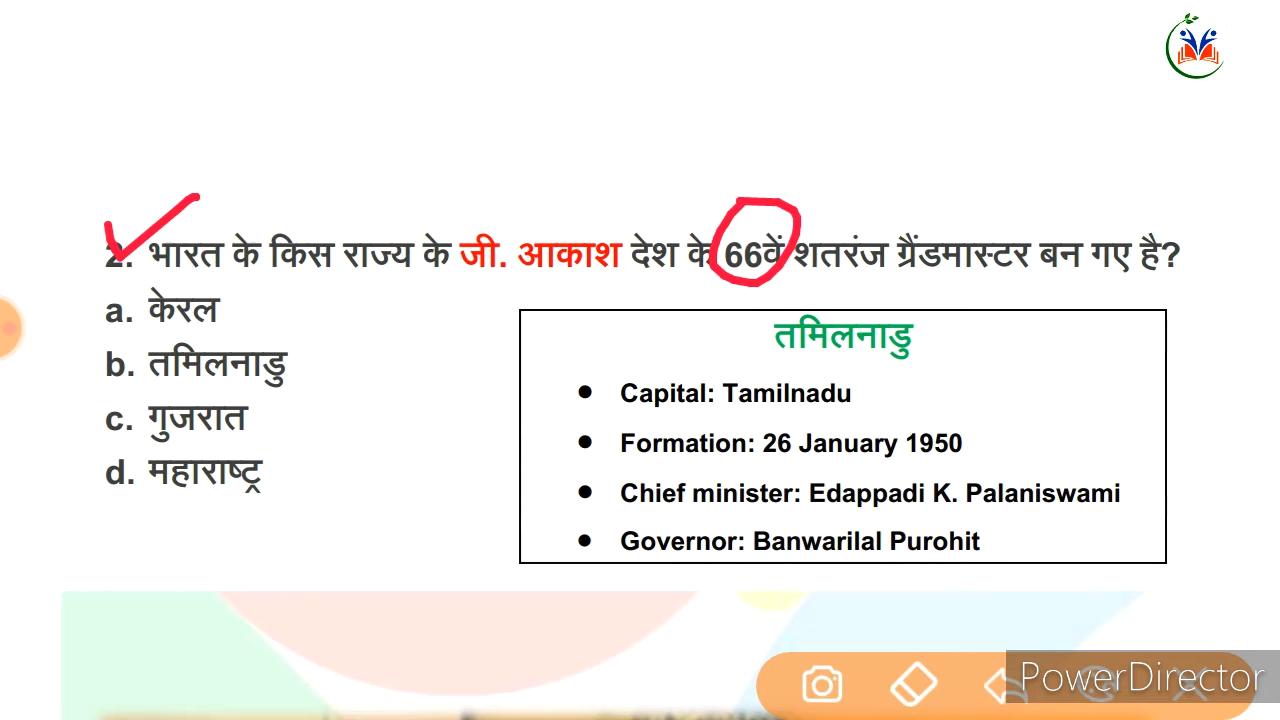 2. भारत के किस राज्य के जी. आकाश देश के 66वें शतरंज ग्रैंडमास्टर बन गए है?
a. केरल
b. तमिलनाडु
c. गुजरात
d. महाराष्ट्र
तमिलनाडु
• Capital: Tamilnadu
• Formation: 26 January 1950
• Chief minister: Edappadi K. Palaniswami
• Governor: Banwarilal Purohit
PowerDirector